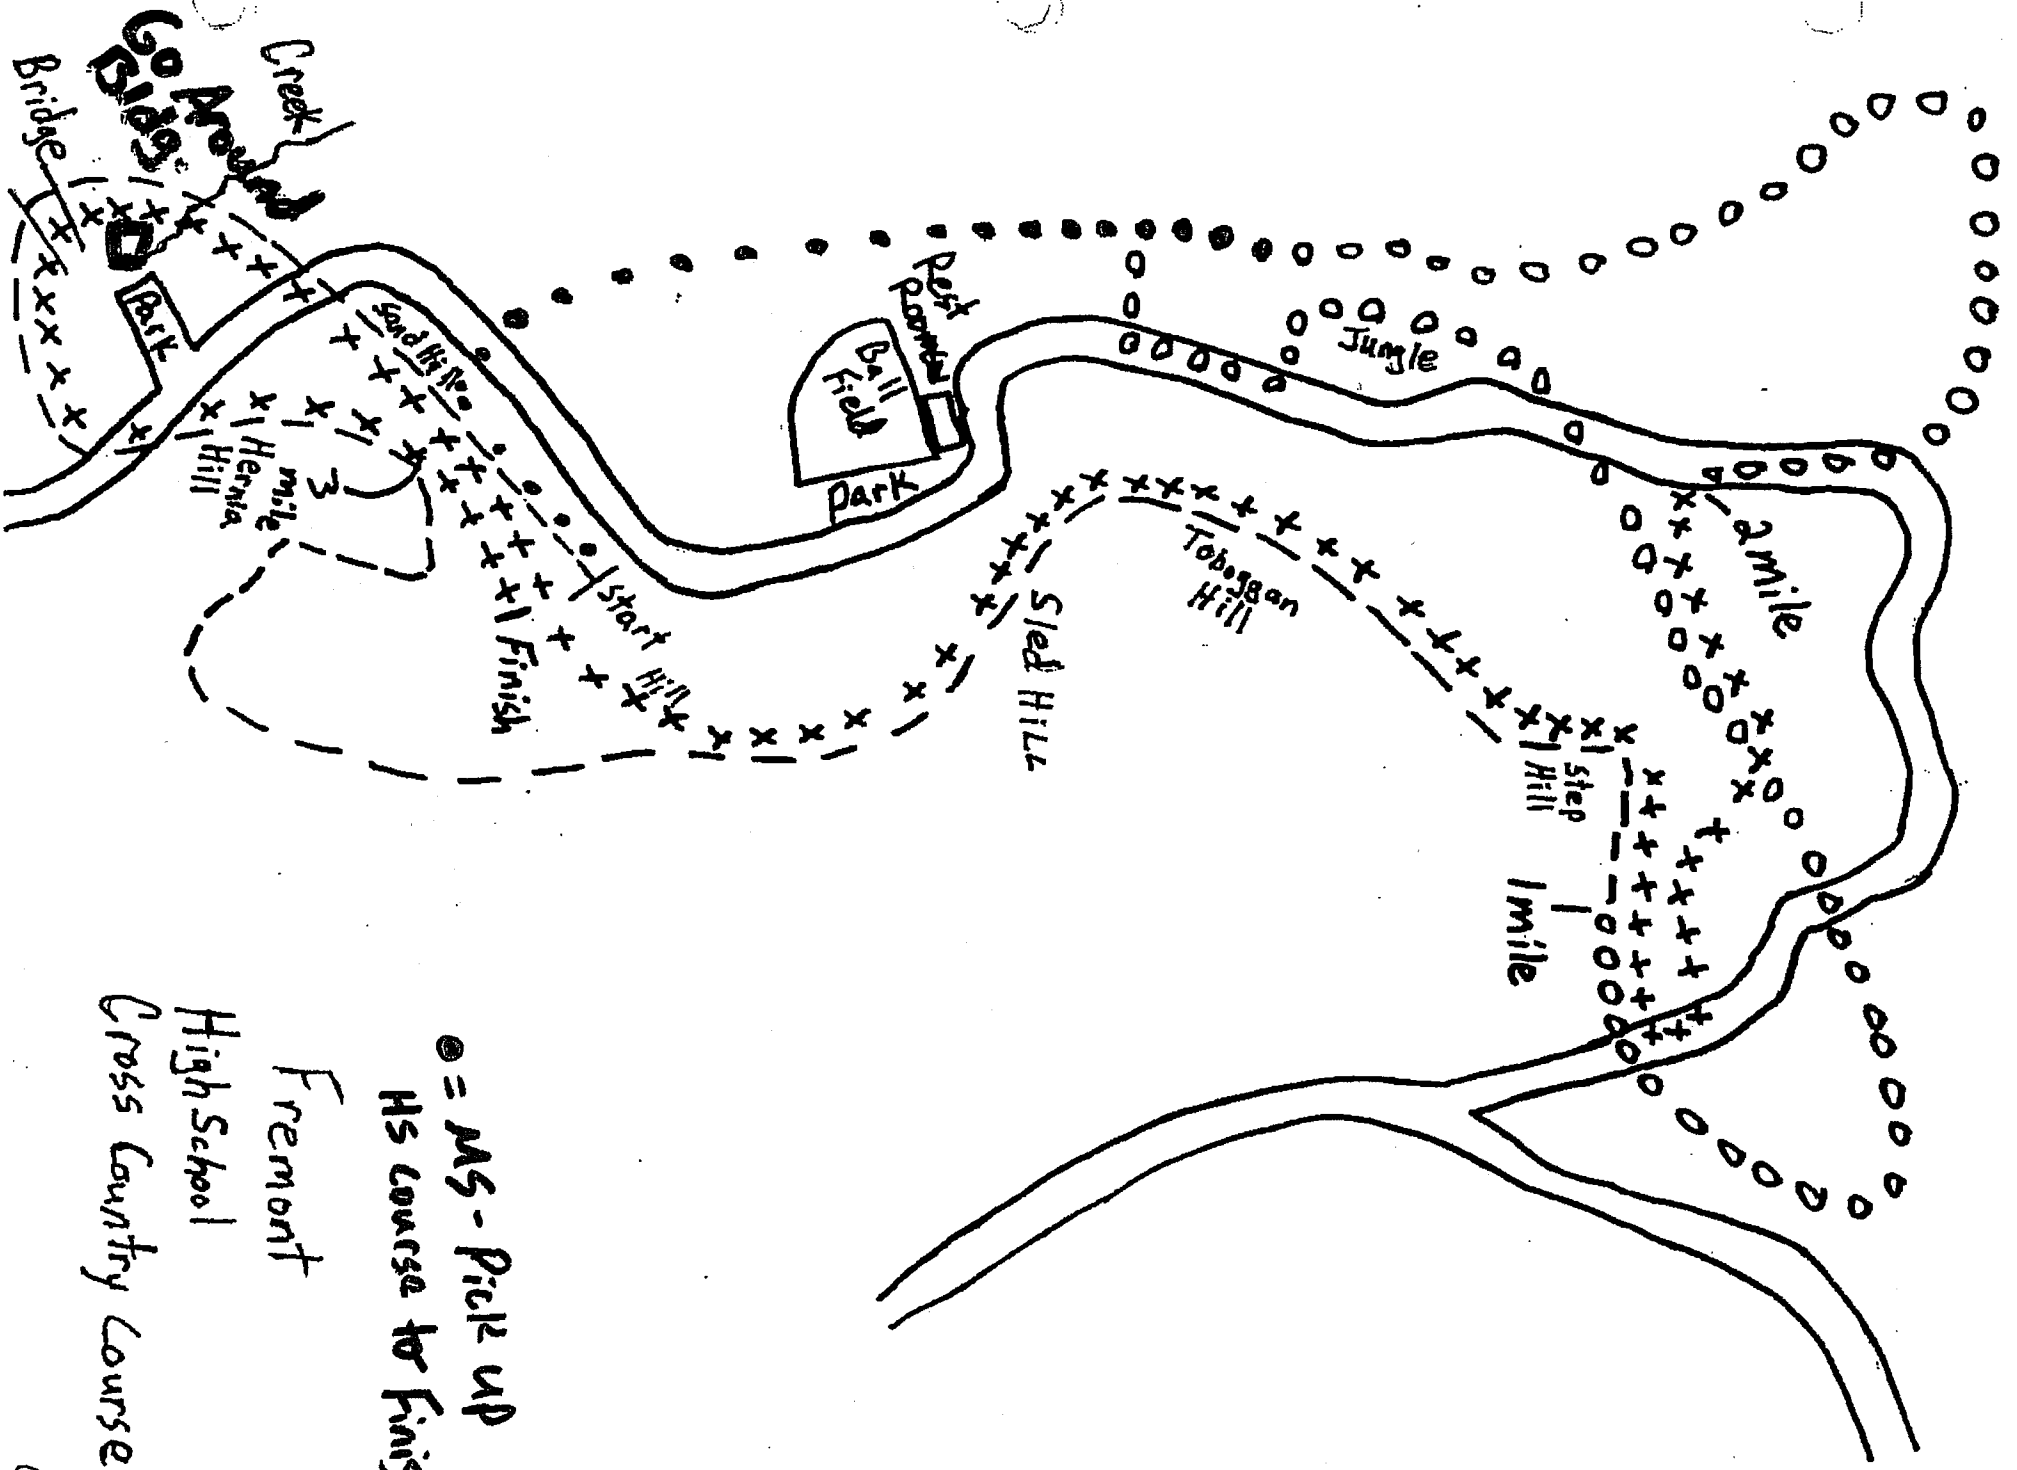 Creek
Go Around
Bldg.
Bridge
Park
Sand Hill
3
mile
Hernia
Hill
Start
Hill
Finish
Rest
Rooms
Ball
Field
Park
Sled HILL
Toboggan
Hill
Jungle
2 mile
Step
Hill
1 mile
= MS - Pick up
HS course to Finis
Fremont
High School
Cross Country Course